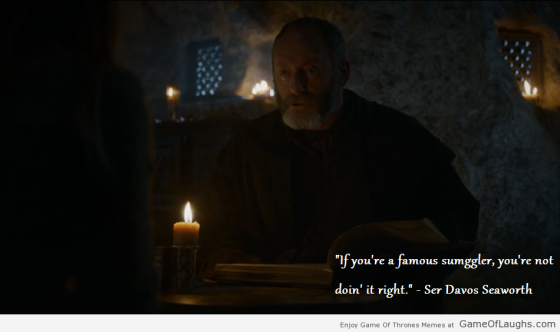 "If you're a famous sumggler, you're not
doin' it right." - Ser Davos Seaworth
Enjoy Game Of Thrones Memes at GameOfLaughs.com